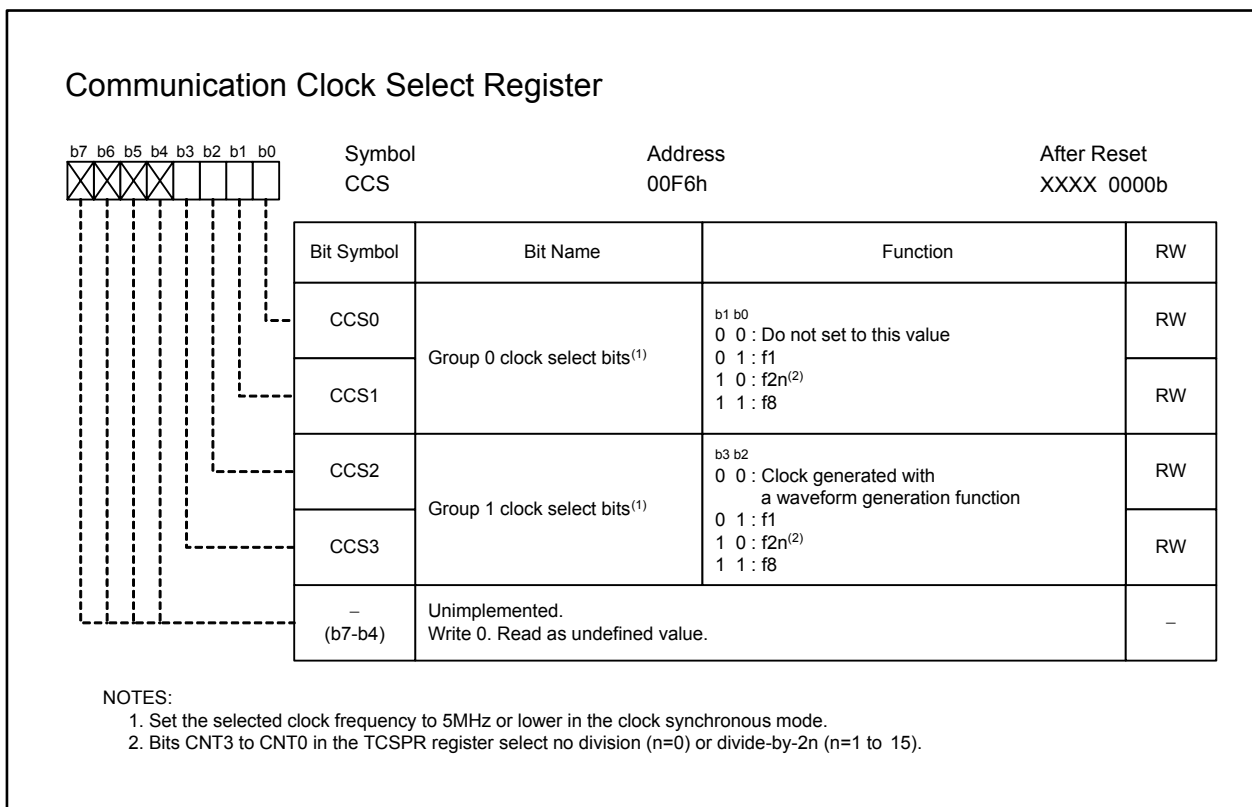 Communication Clock Select Register
b7 b6 b5 b4 b3 b2 b1 b0
Symbol Address After Reset
CCS 00F6h XXXX 0000b
Bit Symbol Bit Name Function RW
CCS0 RW
CCS1 RW
Group 0 clock select bits(1)
b1 b0
0 0 : Do not set to this value
0 1 : f1
1 0 : f2n(2)
1 1 : f8
CCS2 RW
CCS3 RW
Group 1 clock select bits(1)
b3 b2
0 0 : Clock generated with
a waveform generation function
0 1 : f1
1 0 : f2n(2)
1 1 : f8
–
(b7-b4)
Unimplemented.
Write 0. Read as undefined value.
–
NOTES:
1. Set the selected clock frequency to 5MHz or lower in the clock synchronous mode.
2. Bits CNT3 to CNT0 in the TCSPR register select no division (n=0) or divide-by-2n (n=1 to 15).